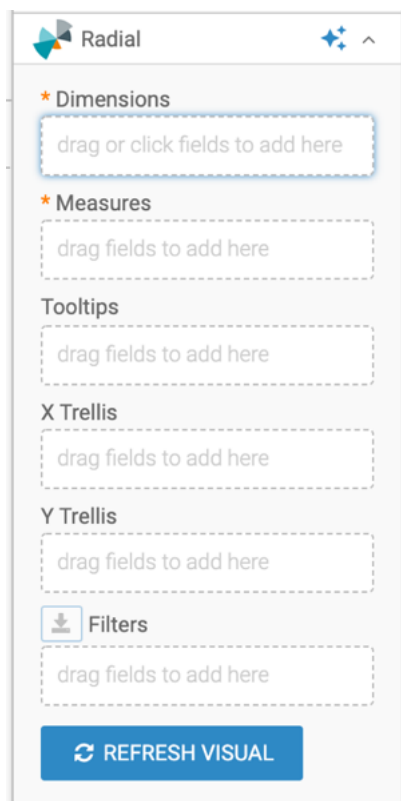 Radial
* Dimensions
drag or click fields to add here
* Measures
drag fields to add here
Tooltips
drag fields to add here
X Trellis
drag fields to add here
Y Trellis
drag fields to add here
Filters
drag fields to add here
REFRESH VISUAL